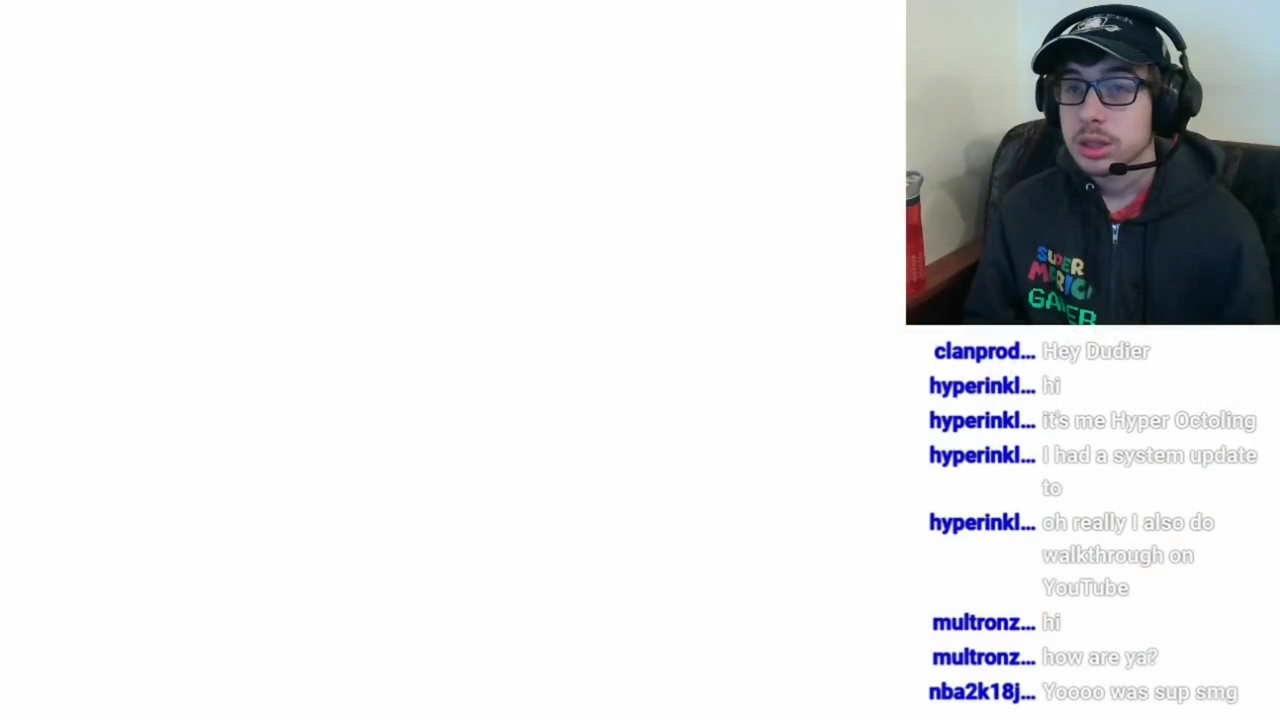 SUPER
MARIO
GAMER
clanprod... Hey Dudier
hyperinkl... hi
hyperinkl... it's me Hyper Octoling
hyperinkl... I had a system update
to
hyperinkl... oh really I also do
walkthrough on
YouTube
multronz... hi
multronz... how are ya?
nba2k18j... Yoooo was sup smg